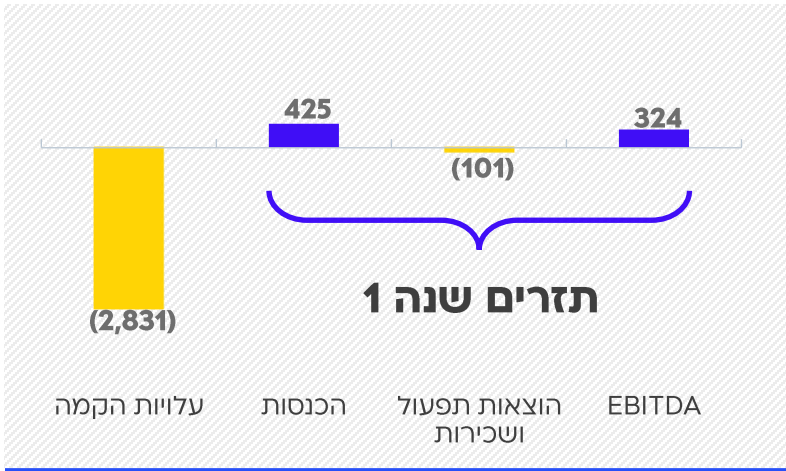 425
324
(101)
(2,831)
תזרים שנה 1
עלויות הקמה
הכנסות
הוצאות תפעול
ושכירות
EBITDA